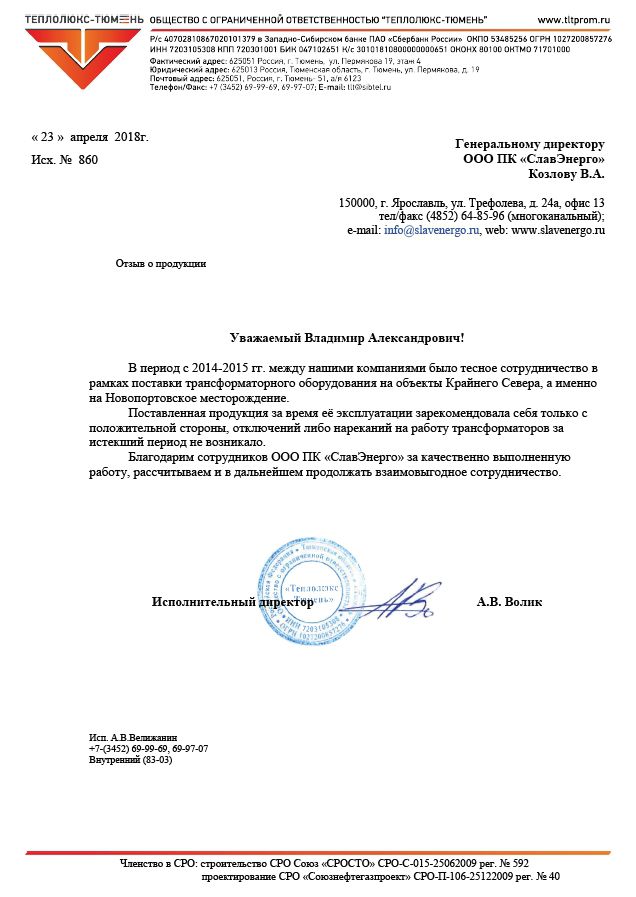 ТЕПЛОЛЮКС-ТЮМЕНЬ
ОБЩЕСТВО С ОГРАНИЧЕННОЙ ОТВЕТСТВЕННОСТЬЮ “ТЕПЛОЛЮКС-ТЮМЕНЬ” www.tltprom.ru
Р/с 40702810867020101379 в Западно-Сибирском банке ПАО «Сбербанк России» ОКПО 53485256 ОГРН 1027200857276
ИНН 7203105308 КПП 720301001 БИК 047102651 К/с 30101810800000000651 ОКОНХ 80100 ОКТМО 71701000
Фактический адрес: 625051 Россия, г. Тюмень, ул. Пермякова 19, этаж 4
Юридический адрес: 625013 Россия, Тюменская область, г. Тюмень, ул. Пермякова, д. 19
Почтовый адрес: 625051, Россия, г. Тюмень- 51, а/я 6123
Телефон/Факс: +7 (3452) 69-99-69, 69-97-07; E-mail: tlt@sibtel.ru
« 23 » апреля 2018г.
Исх. № 860
Генеральному директору
ООО ПК «СлавЭнерго»
Козлову В.А.
150000, г. Ярославль, ул. Трефолева, д. 24а, офис 13
тел/факс (4852) 64-85-96 (многоканальный);
e-mail: info@slavenergo.ru, web: www.slavenergo.ru
Отзыв о продукции
Уважаемый Владимир Александрович!
В период с 2014-2015 гг. между нашими компаниями было тесное сотрудничество в
рамках поставки трансформаторного оборудования на объекты Крайнего Севера, а именно
на Новопортовское месторождение.
Поставленная продукция за время её эксплуатации зарекомендовала себя только с
положительной стороны, отключений либо нареканий на работу трансформаторов за
истекший период не возникало.
Благодарим сотрудников ООО ПК «СлавЭнерго» за качественно выполненную
работу, рассчитываем и в дальнейшем продолжать взаимовыгодное сотрудничество.
Исполнительный директор А.В. Волик
«Теплолюкс
Тюмень»
ИНН 7203105308
ОГРН 1027200857276
Исп. А.В.Велижанин
+7-(3452) 69-99-69, 69-97-07
Внутренний (83-03)
Членство в СРО: строительство СРО Союз «СРОСТО» СРО-С-015-25062009 рег. № 592
проектирование СРО «Союзнефтегазпроект» СРО-П-106-25122009 рег. № 40